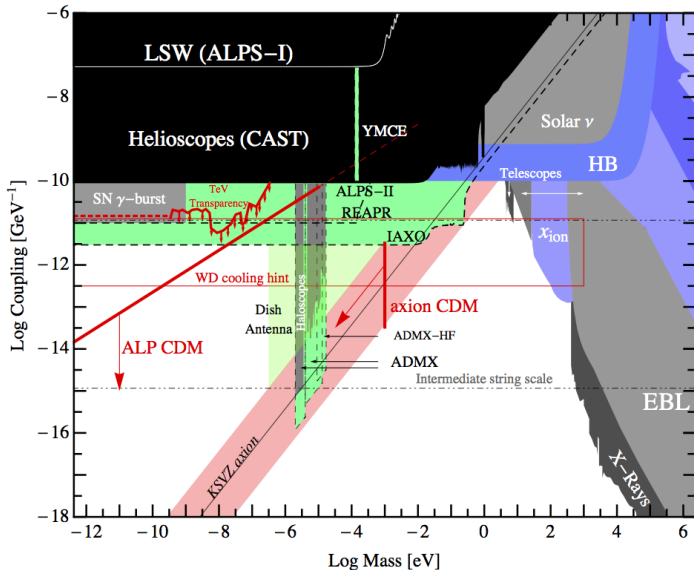 -6
LSW (ALPS-I)
-8
YMCE
Helioscopes (CAST)
Solar ν
HB
Telescopes
-10
SN γ-burst
TeV
Transparency
ALPS-II
REAPR
x_ion
IAXO
WD cooling hint
-12
Dish
Antenna
Haloscopes
axion CDM
ADMX-HF
ALP CDM
-14
ADMX
Intermediate string scale
EBL
-16
KSVZ axion
X-Rays
-18
-12 -10 -8 -6 -4 -2 0 2 4 6
Log Mass [eV]
Log Coupling [GeV⁻¹]